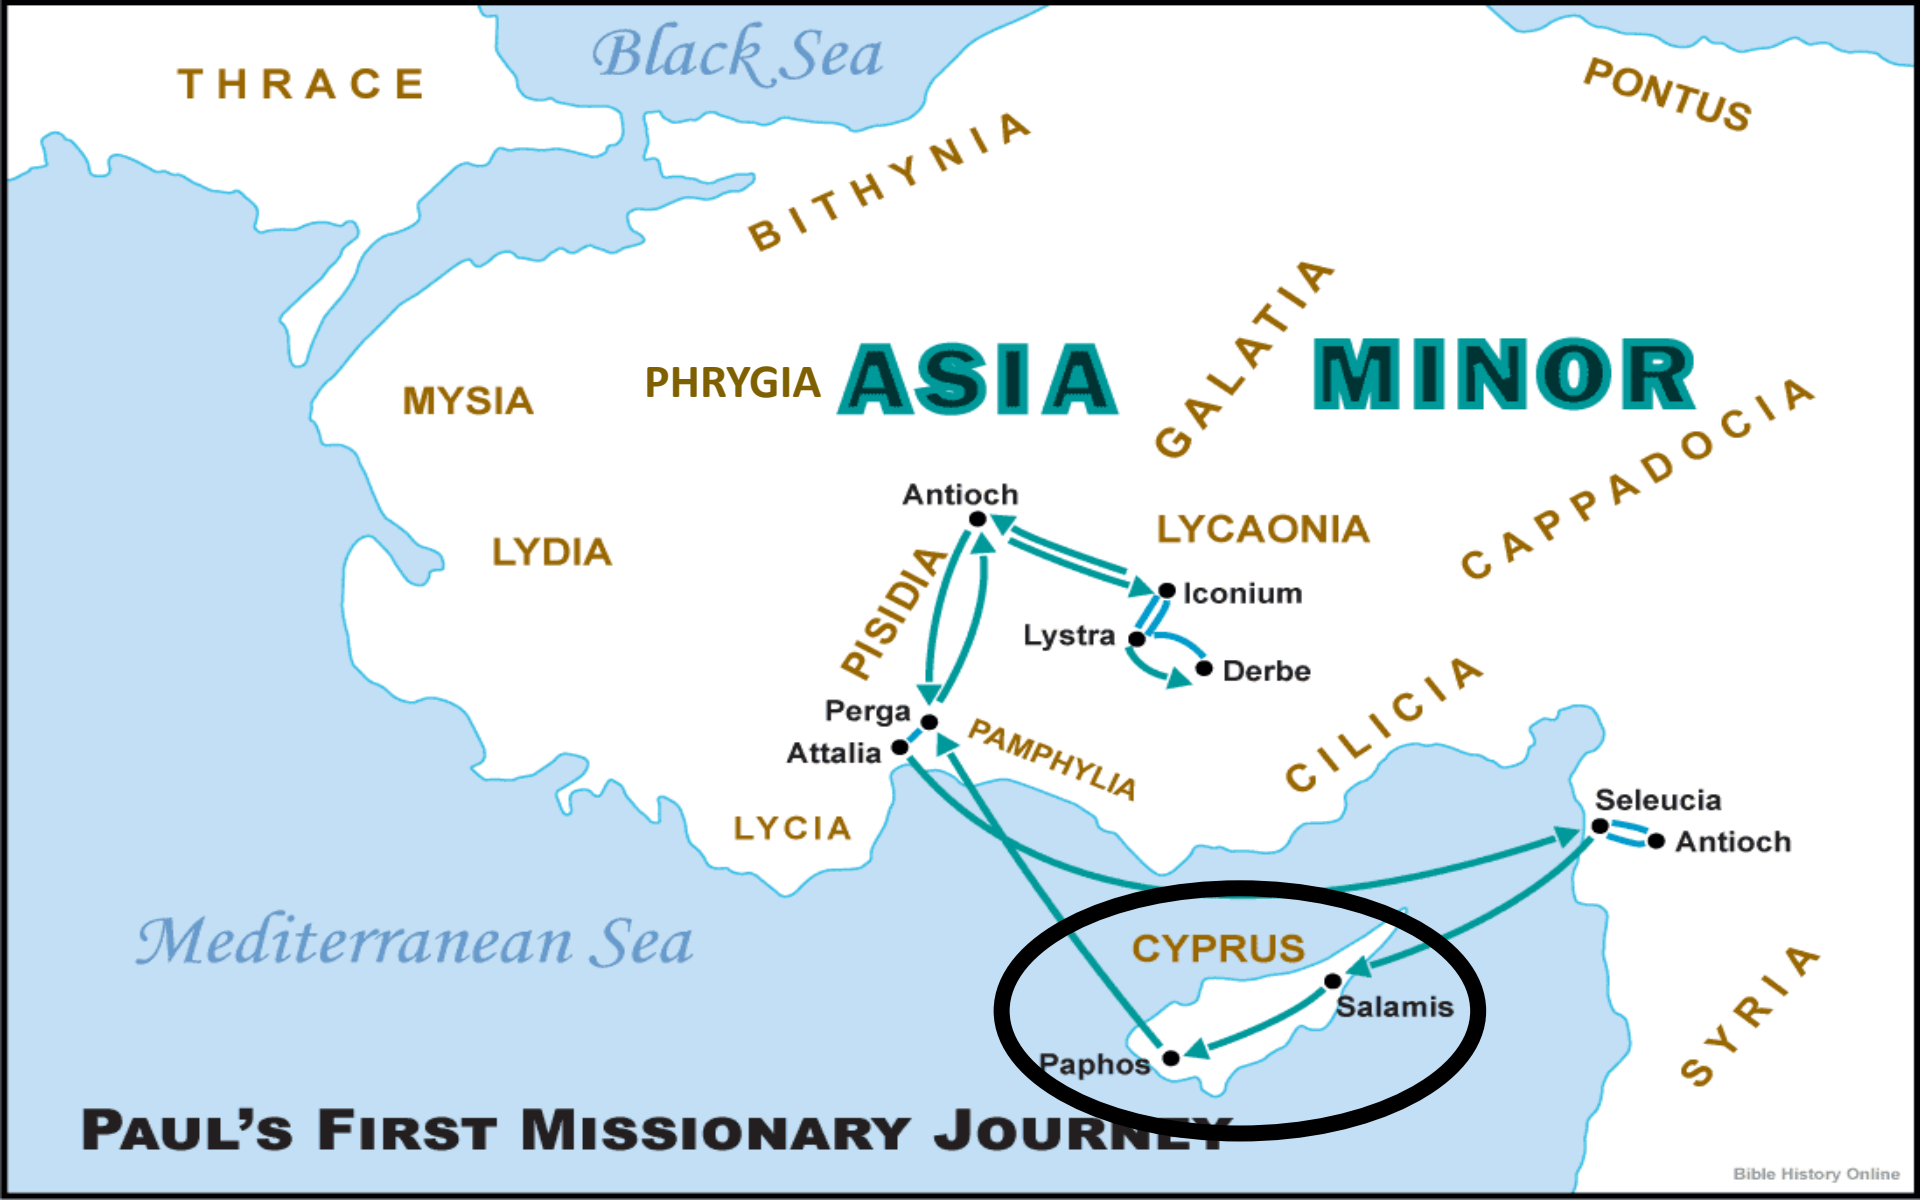 Black Sea
THRACE
PONTUS
BITHYNIA
GALATIA
ASIA MINOR
PHRYGIA
MYSIA
CAPPADOCIA
Antioch
LYCAONIA
LYDIA
PISIDIA
Iconium
Lystra
Derbe
CILICIA
Perga
PAMPHYLIA
Attalia
Seleucia
LYCIA
Antioch
Mediterranean Sea
CYPRUS
SYRIA
Salamis
Paphos
PAUL'S FIRST MISSIONARY JOURNEY
Bible History Online